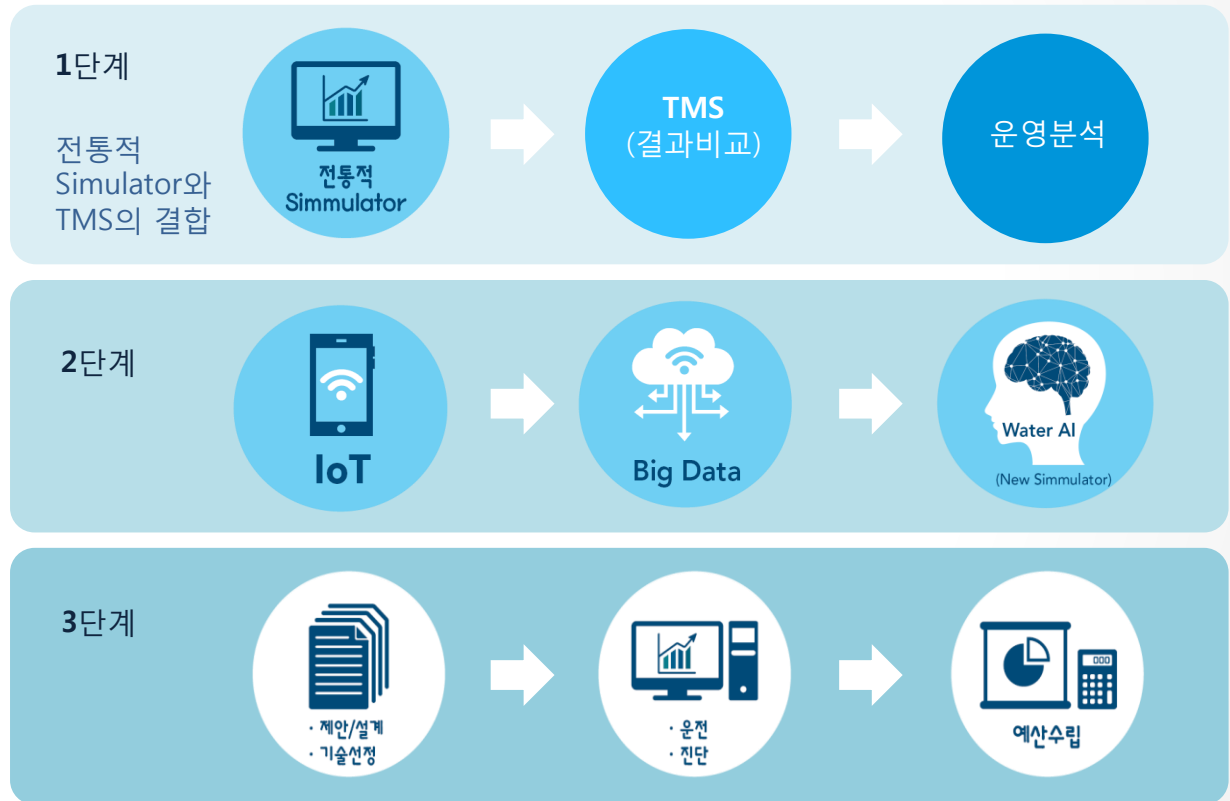 1단계
전통적
Simulator와
TMS의 결합
전통적
Simmulator
TMS
(결과비교)
운영분석
2단계
IoT
Big Data
Water AI
(New Simmulator)
3단계
· 제안/설계
· 기술선정
· 운전
· 진단
000
예산수립